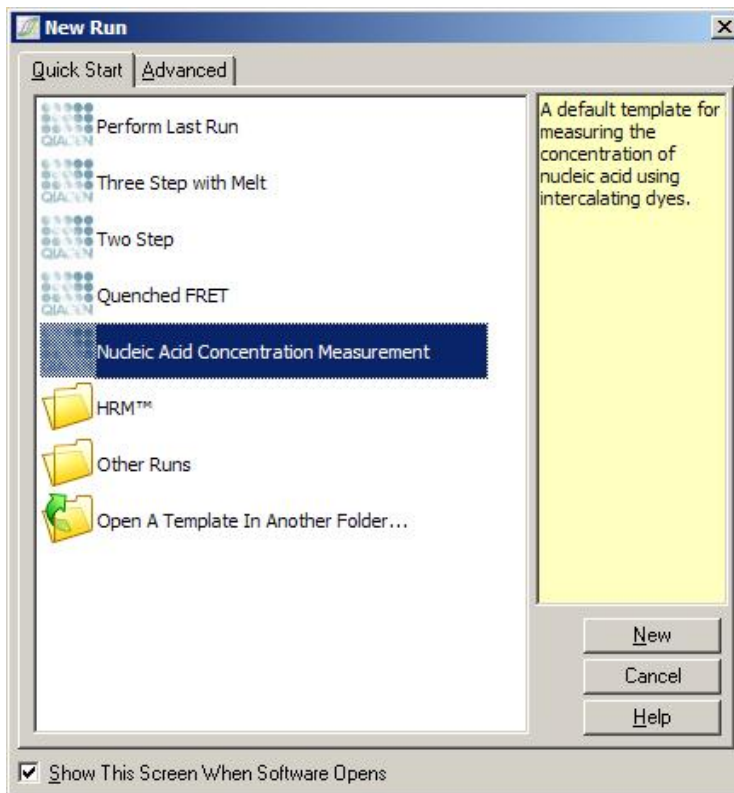 New Run
Quick Start
Advanced
Perform Last Run
Three Step with Melt
Two Step
Quenched FRET
Nucleic Acid Concentration Measurement
HRM™
Other Runs
Open A Template In Another Folder...
A default template for
measuring the
concentration of
nucleic acid using
intercalating dyes.
New
Cancel
Help
Show This Screen When Software Opens